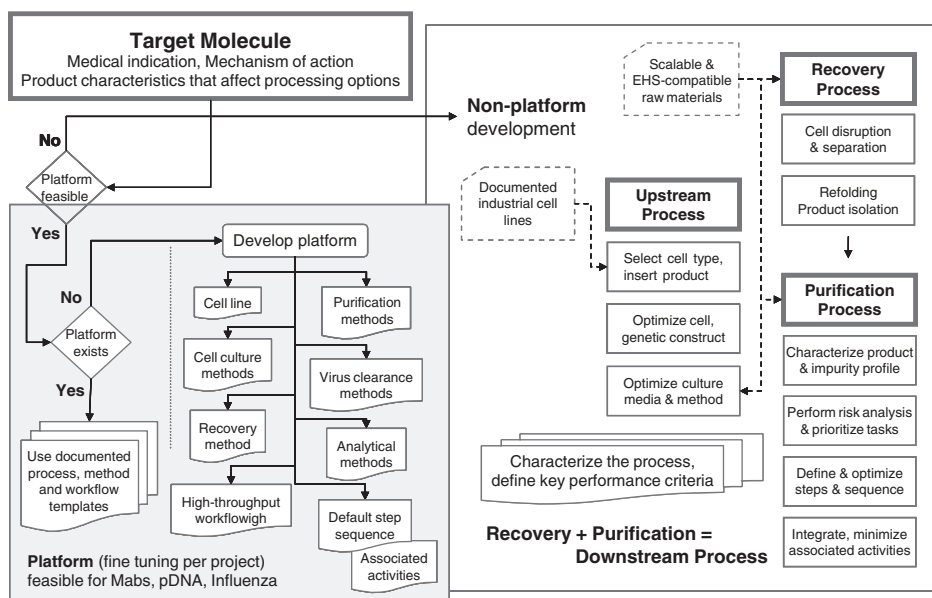 Target Molecule
Medical indication, Mechanism of action
Product characteristics that affect processing options
No
Platform
feasible
Yes
No
Platform
exists
Yes
Use documented
process, method
and workflow
templates
Develop platform
Cell line
Cell culture
methods
Recovery
method
High-throughput
workflowigh
Purification
methods
Virus clearance
methods
Analytical
methods
Default step
sequence
Associated
activities
Platform (fine tuning per project)
feasible for Mabs, pDNA, Influenza
Non-platform
development
Scalable &
EHS-compatible
raw materials
Documented
industrial cell
lines
Upstream
Process
Select cell type,
insert product
Optimize cell,
genetic construct
Optimize culture
media & method
Recovery
Process
Cell disruption
& separation
Refolding
Product isolation
Purification
Process
Characterize product
& impurity profile
Perform risk analysis
& prioritize tasks
Define & optimize
steps & sequence
Integrate, minimize
associated activities
Characterize the process,
define key performance criteria
Recovery + Purification =
Downstream Process